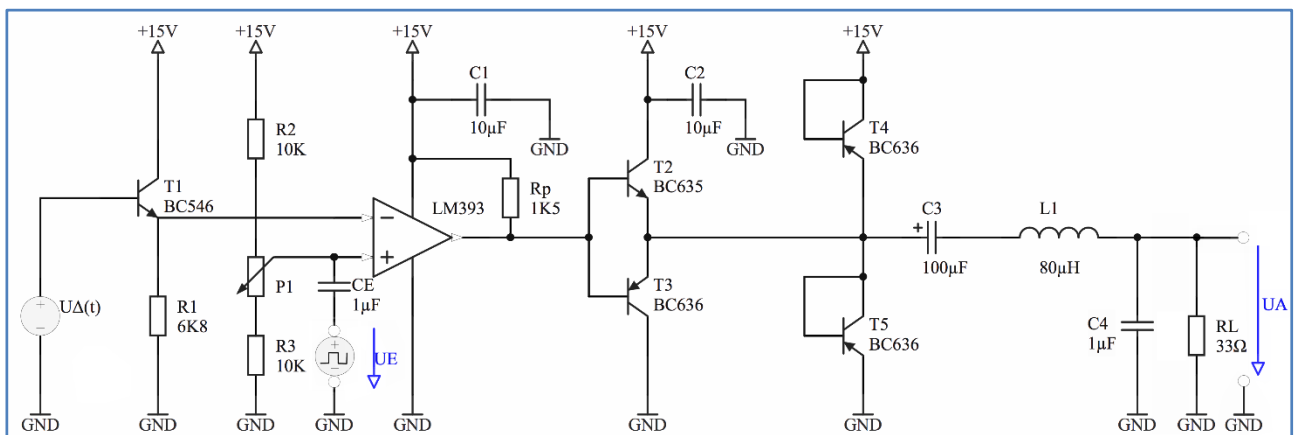 +15V
+15V
+15V
+15V
+15V
C1
10µF
GND
C2
10µF
GND
T4
BC636
R2
10K
T1
BC546
Rp
1K5
LM393
T2
BC635
C3
+
100µF
L1
80µH
−
+
P1
CE
1µF
T3
BC636
UΔ(t)
+
−
R1
6K8
R3
10K
+
−
UE
T5
BC636
C4
1µF
RL
33Ω
UA
GND
GND
GND
GND
GND
GND
GND
GND
GND
GND